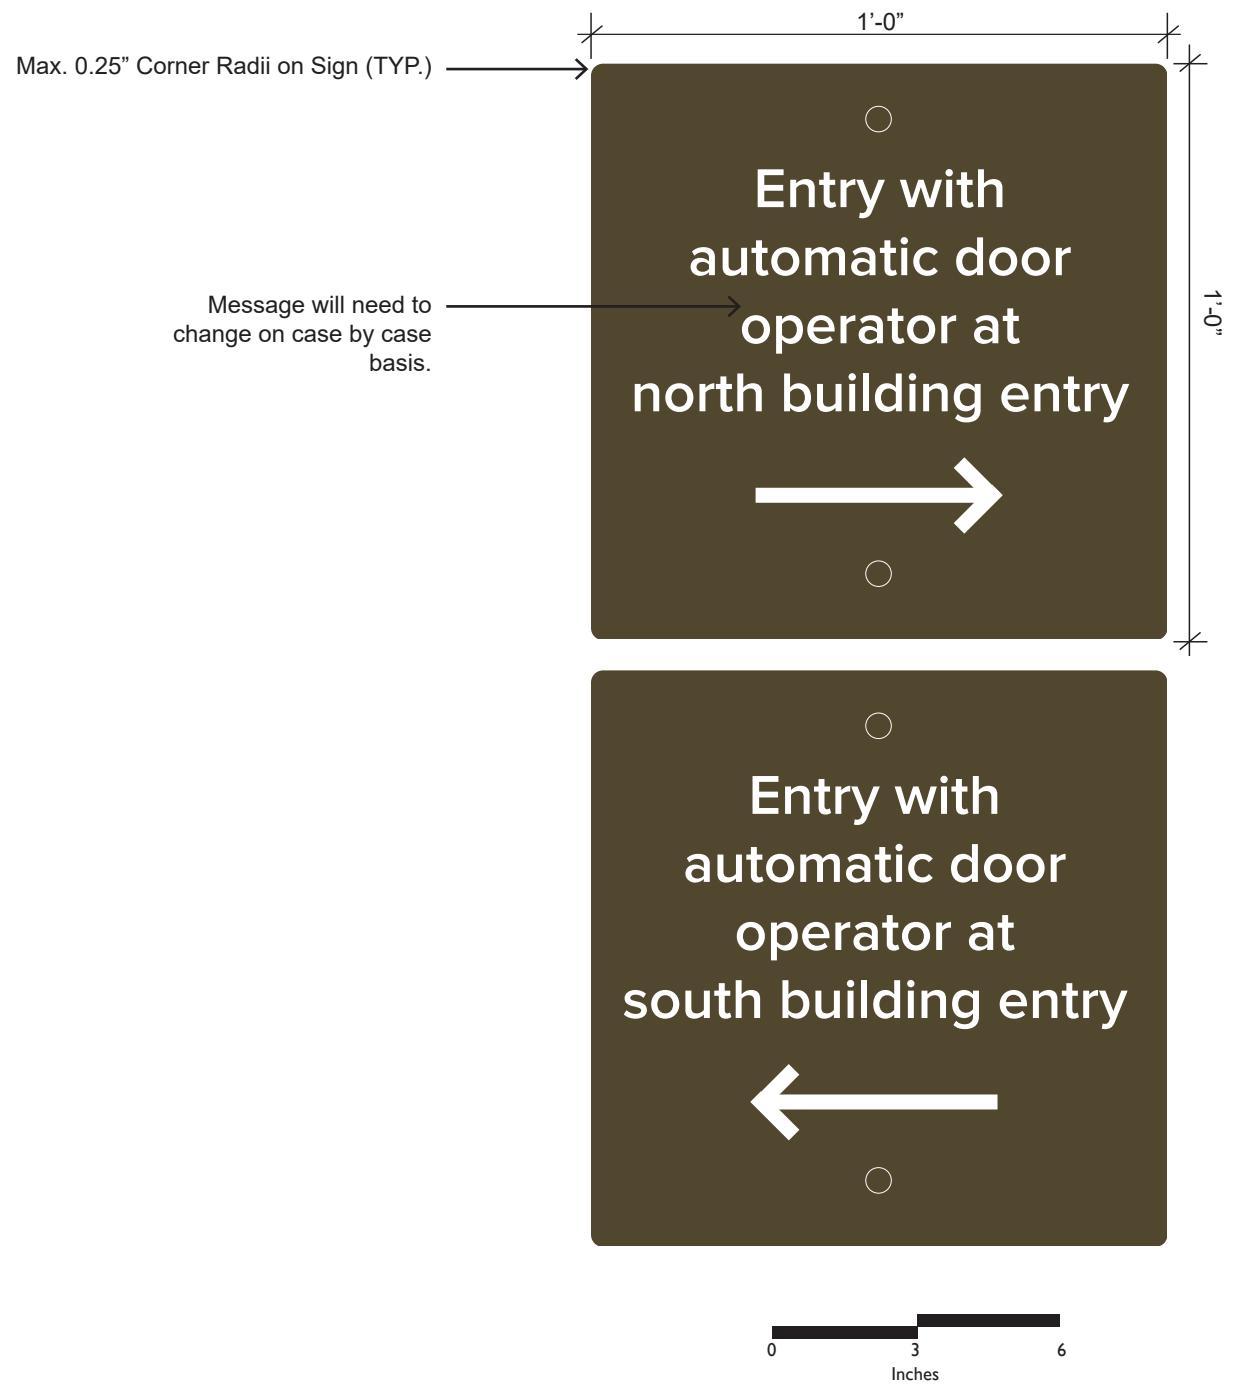 1’-0”
Max. 0.25” Corner Radii on Sign (TYP.)
Entry with
automatic door
operator at
north building entry
Message will need to
change on case by case
basis.
1’-0”
Entry with
automatic door
operator at
south building entry
0 3 6
Inches